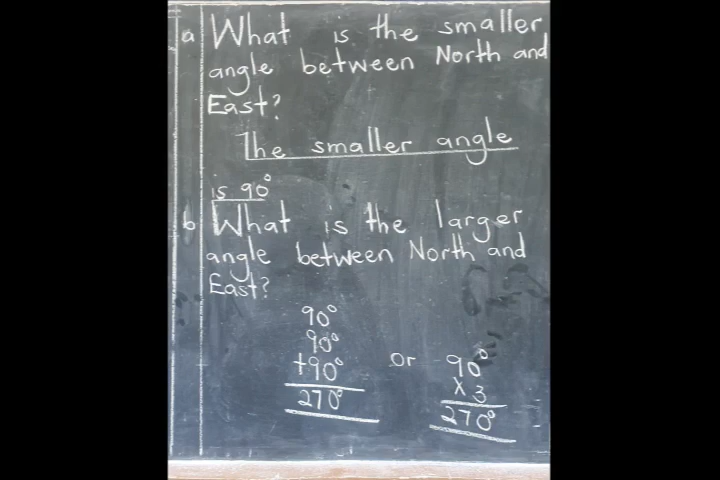 a What is the smaller
angle between North and
East?
The smaller angle
is 90°
b What is the larger
angle between North and
East?
90°
90°
+90°
270°
or
90°
x 3
270°